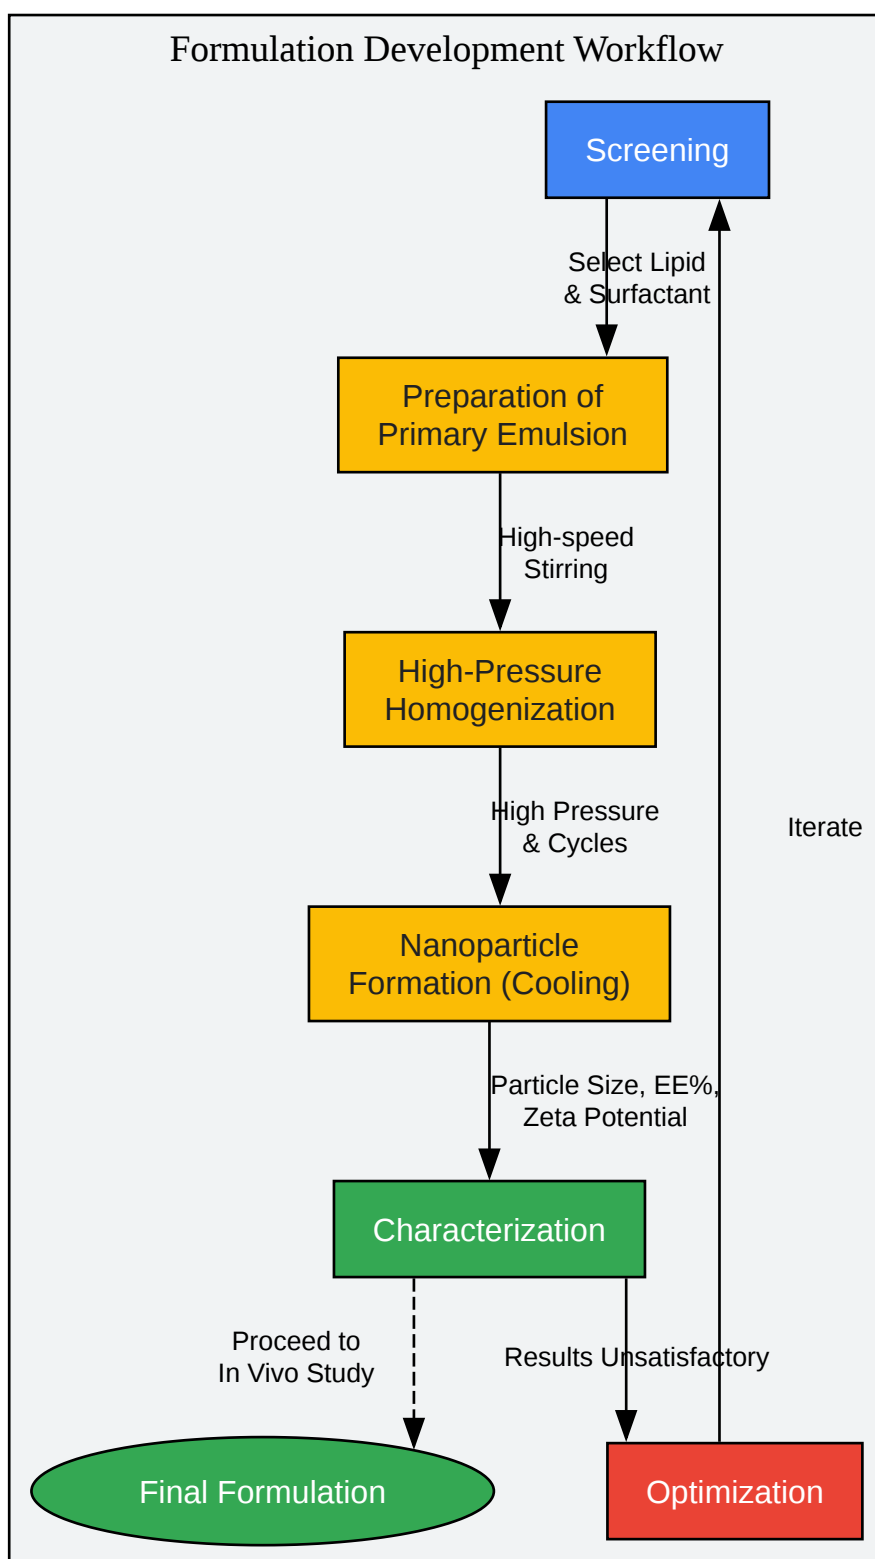 Formulation Development Workflow
Screening
Select Lipid
& Surfactant
Preparation of
Primary Emulsion
High-speed
Stirring
High-Pressure
Homogenization
High Pressure
& Cycles
Iterate
Nanoparticle
Formation (Cooling)
Particle Size, EE%,
Zeta Potential
Characterization
Proceed to
In Vivo Study
Results Unsatisfactory
Final Formulation
Optimization